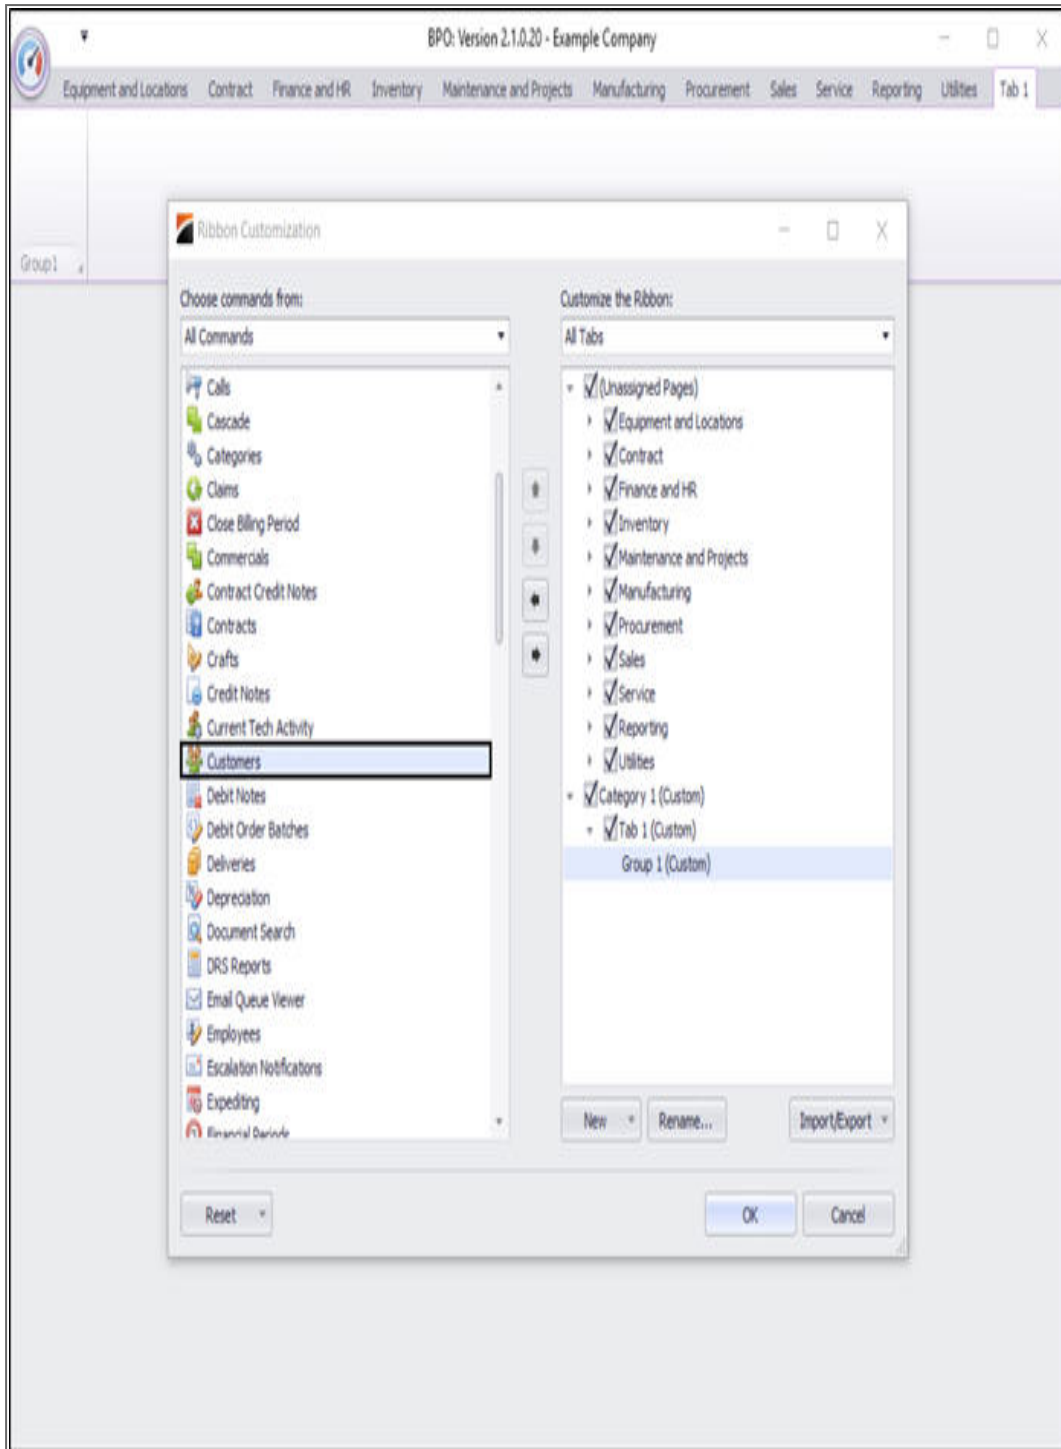 BPO: Version 2.1.0.20 - Example Company
Equipment and Locations Contract Finance and HR Inventory Maintenance and Projects Manufacturing Procurement Sales Service Reporting Utilities Tab 1
Group1
Ribbon Customization
Choose commands from:
All Commands
Calls
Cascade
Categories
Claims
Close Billing Period
Commercials
Contract Credit Notes
Contracts
Crafts
Credit Notes
Current Tech Activity
Customers
Debit Notes
Debit Order Batches
Deliveries
Depreciation
Document Search
DRS Reports
Email Queue Viewer
Employees
Escalation Notifications
Expediting
Financial Periods
Customize the Ribbon:
All Tabs
(Unassigned Pages)
Equipment and Locations
Contract
Finance and HR
Inventory
Maintenance and Projects
Manufacturing
Procurement
Sales
Service
Reporting
Utilities
Category 1 (Custom)
Tab 1 (Custom)
Group 1 (Custom)
New Rename... Import/Export
Reset OK Cancel